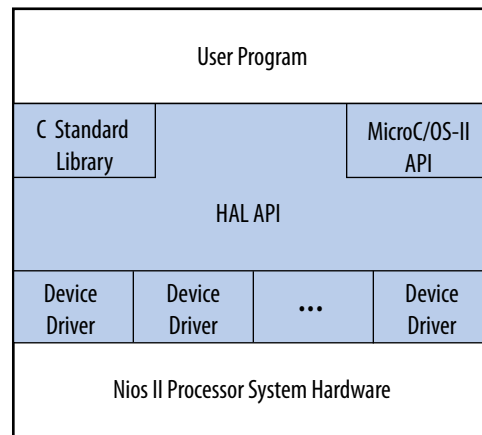 User Program
C Standard
Library
MicroC/OS-II
API
HAL API
Device
Driver
Device
Driver
...
Device
Driver
Nios II Processor System Hardware